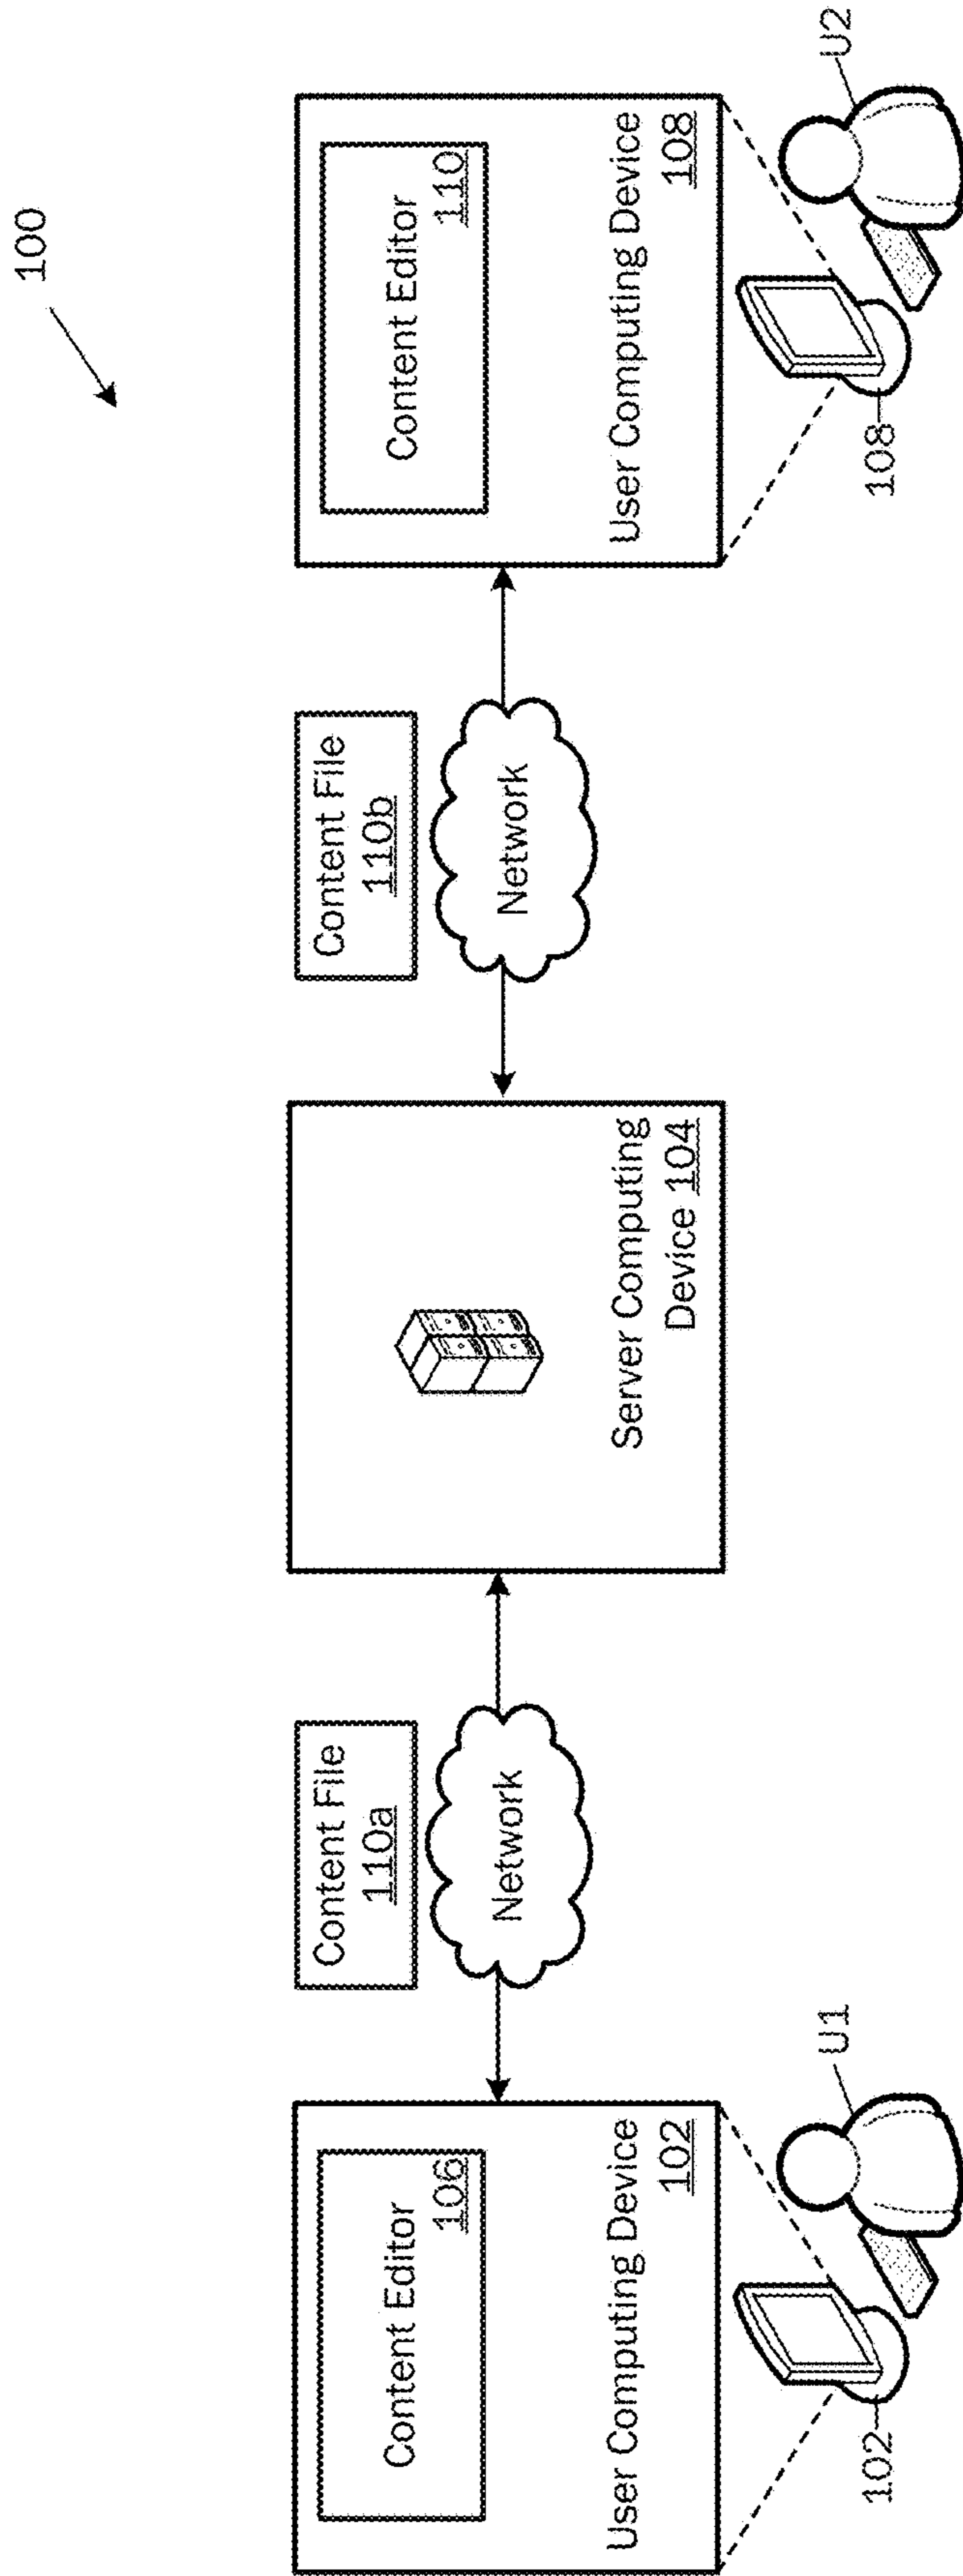 100
Content Editor
106
User Computing Device
102
102
U1
Content File
110a
Network
Server Computing
Device 104
Content File
110b
Network
Content Editor
110
User Computing Device
108
108
U2